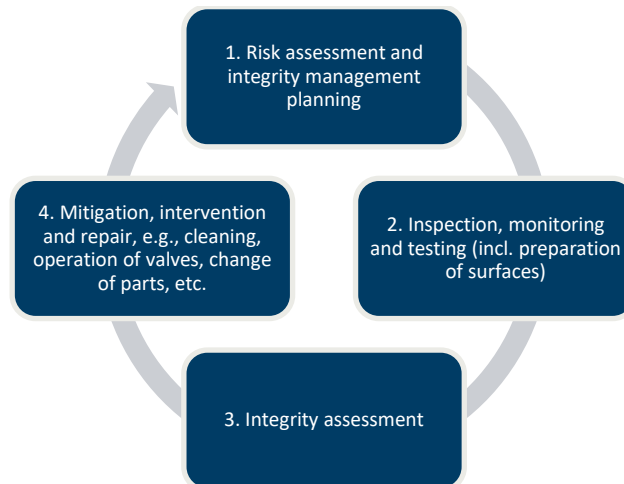 1. Risk assessment and
integrity management
planning
2. Inspection, monitoring
and testing (incl. preparation
of surfaces)
3. Integrity assessment
4. Mitigation, intervention
and repair, e.g., cleaning,
operation of valves, change
of parts, etc.